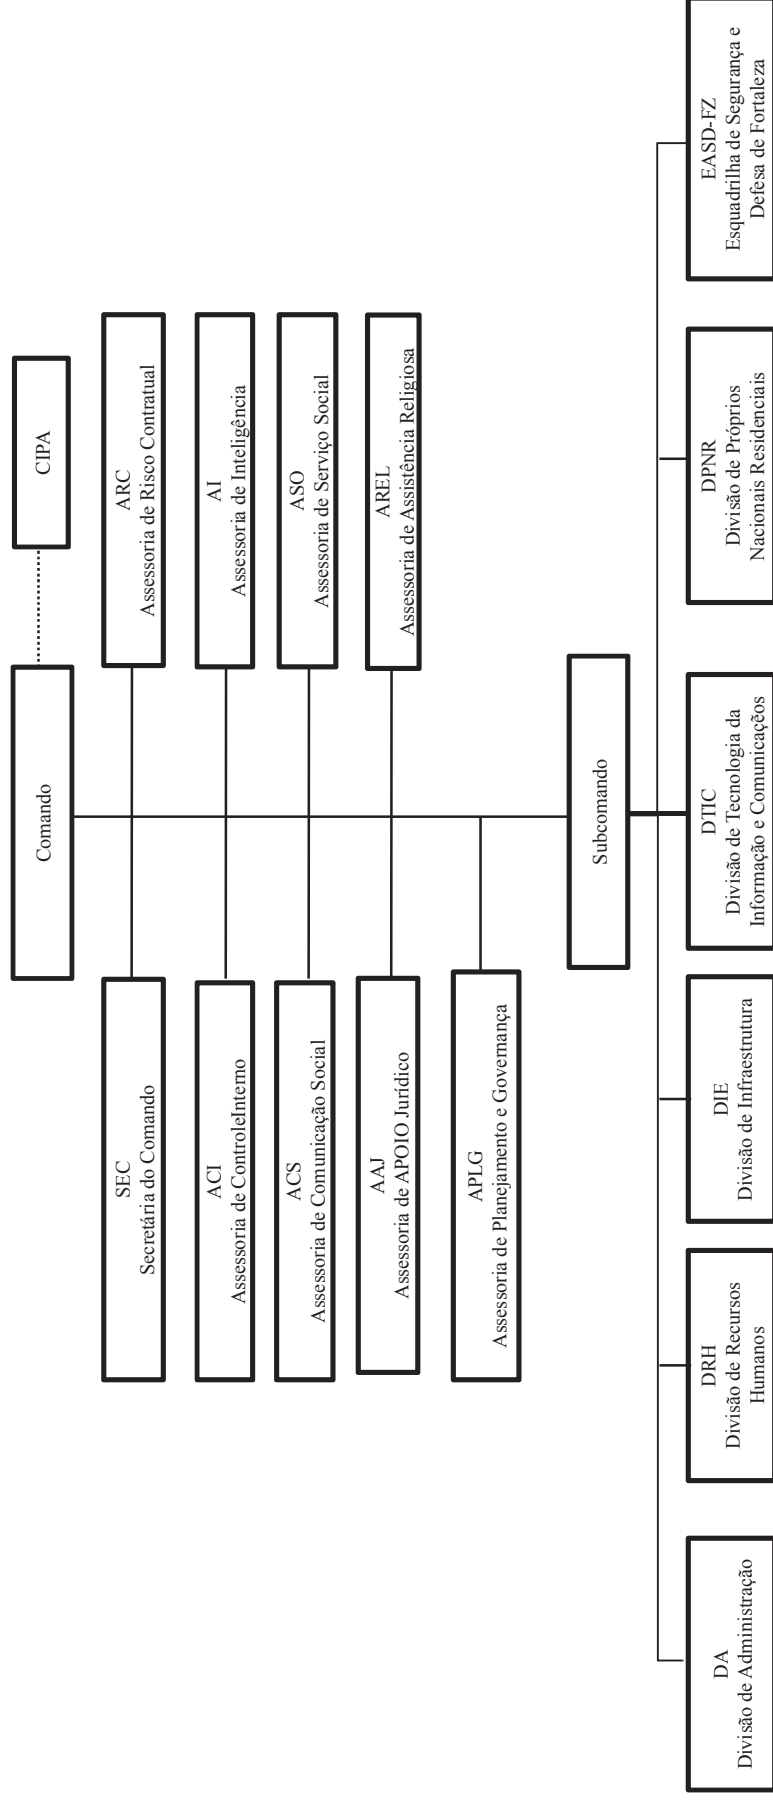 Comando
CIPA
SEC
Secretária do Comando
ARC
Assessoria de Risco Contratual
ACI
Assessoria de ControleInterno
AI
Assessoria de Inteligência
ACS
Assessoria de Comunicação Social
ASO
Assessoria de Serviço Social
AAJ
Assessoria de APOIO Jurídico
AREL
Assessoria de Assistência Religiosa
APLG
Assessoria de Planejamento e Governança
Subcomando
DA
Divisão de Administração
DRH
Divisão de Recursos
Humanos
DIE
Divisão de Infraestrutura
DTIC
Divisão de Tecnologia da
Informação e Comunicações
DPNR
Divisão de Próprios
Nacionais Residenciais
EASD-FZ
Esquadrilha de Segurança e
Defesa de Fortaleza